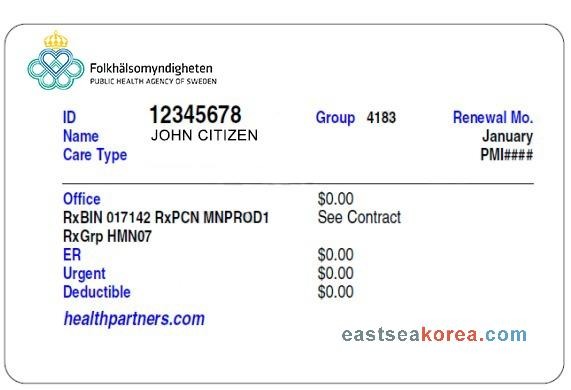 Folkhälsomyndigheten
PUBLIC HEALTH AGENCY OF SWEDEN
ID 12345678 Group 4183 Renewal Mo.
Name JOHN CITIZEN January
Care Type PMI####
Office $0.00
RxBIN 017142 RxPCN MNPROD1 See Contract
RxGrp HMN07
ER $0.00
Urgent $0.00
Deductible $0.00
healthpartners.com
eastseakorea.com